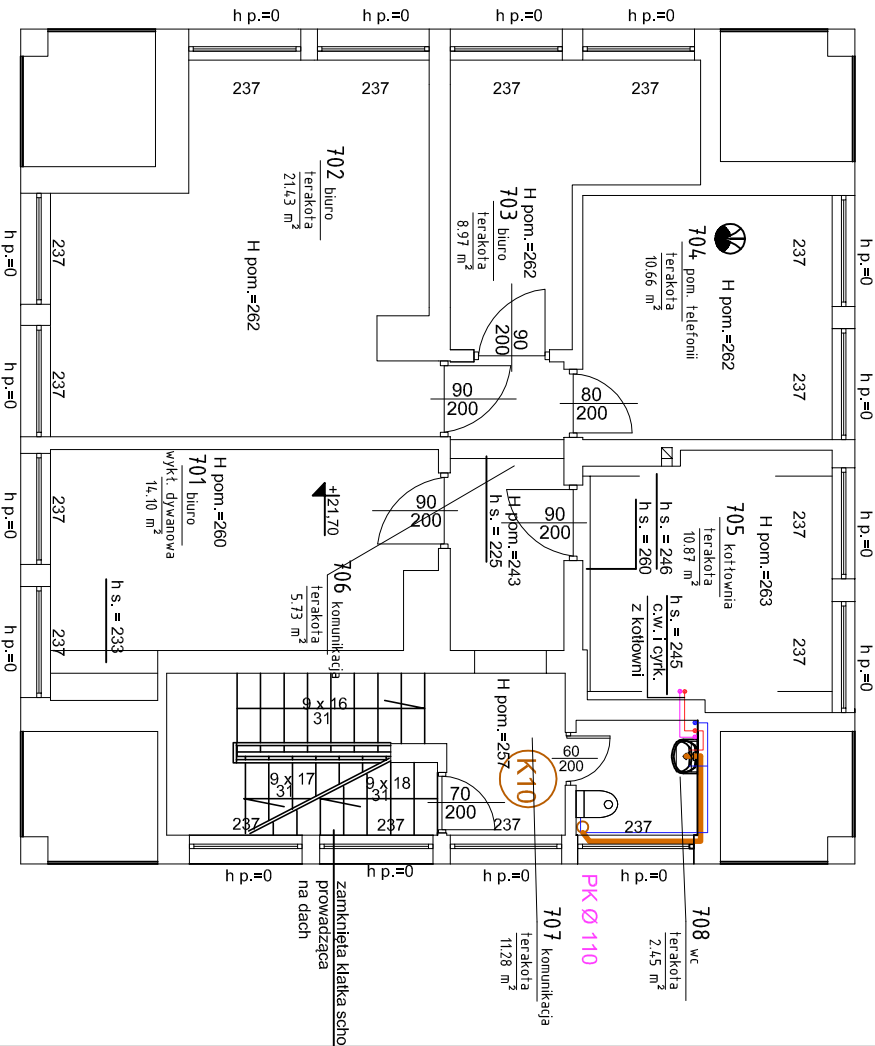 h p.=0
h p.=0
h p.=0
h p.=0
237
237
237
237
702 biuro
terakota
21.43 m²
H pom.=262
H pom.=262
703 biuro
terakota
8.97 m²
704 pom. telefonii
terakota
10.66 m²
H pom.=262
237
237
h p.=0
h p.=0
237
237
h p.=0
h p.=0
90
200
90
200
80
200
H pom.=260
701 biuro
wykt. dywanowa
14.10 m²
+21,70
90
200
H pom.=243
h s. = 225
90
200
h s. = 246
h s. = 260
705 kottownia
terakota
10.87 m²
H pom.=263
237
237
h p.=0
h p.=0
h s. = 245
c.w. i cyrk.
z kotłowni
237
237
h p.=0
h p.=0
h s. = 233
706 komunikacja
terakota
5.73 m²
9 x 16
31
9 x 17
31
9 x 18
31
H pom.=257
K10
60
200
70
200
237
237
237
237
h p.=0
h p.=0
h p.=0
h p.=0
PK Ø 110
708 wc
terakota
2.45 m²
707 komunikacja
terakota
11.28 m²
zamknięta klatka scho
prowadząca
na dach